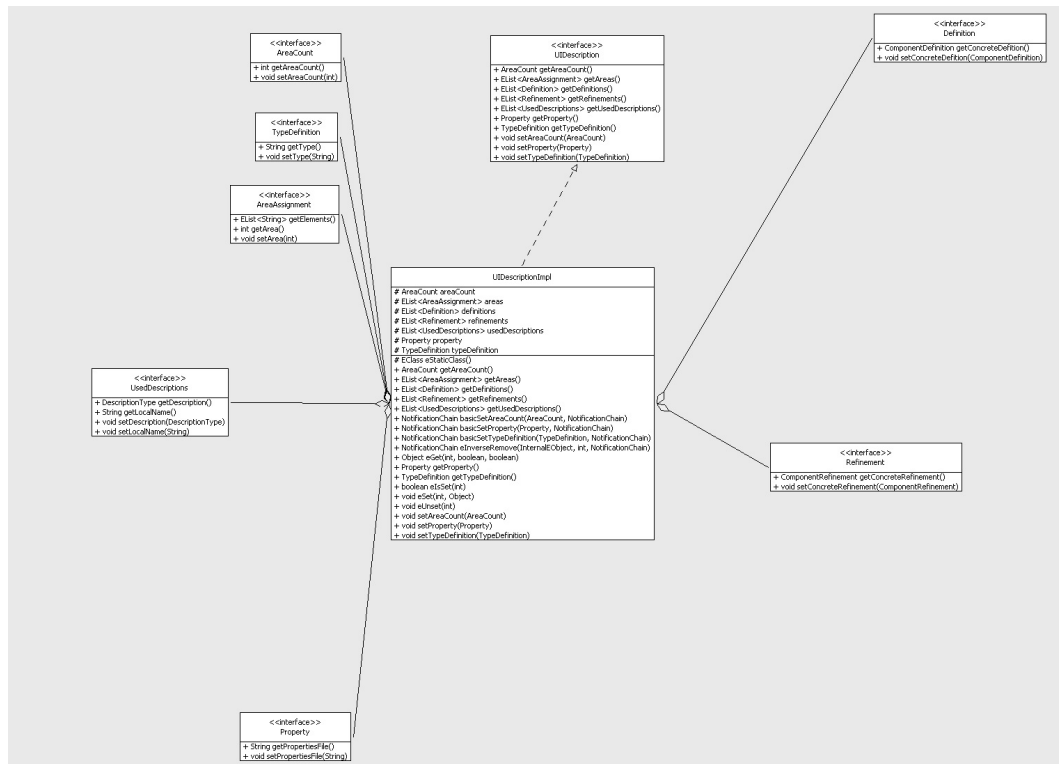 <<interface>>
AreaCount
+ int getAreaCount()
+ void setAreaCount(int)
<<interface>>
UIDescription
+ AreaCount getAreaCount()
+ EList<AreaAssignment> getAreas()
+ EList<Definition> getDefinitions()
+ EList<Refinement> getRefinements()
+ EList<UsedDescriptions> getUsedDescriptions()
+ Property getProperty()
+ TypeDefinition getTypeDefinition()
+ void setAreaCount(AreaCount)
+ void setProperty(Property)
+ void setTypeDefinition(TypeDefinition)
<<interface>>
Definition
+ ComponentDefinition getConcreteDefition()
+ void setConcreteDefition(ComponentDefinition)
<<interface>>
TypeDefinition
+ String getType()
+ void setType(String)
<<interface>>
AreaAssignment
+ EList<String> getElements()
+ int getArea()
+ void setArea(int)
UIDescriptionImpl
# AreaCount areaCount
# EList<AreaAssignment> areas
# EList<Definition> definitions
# EList<Refinement> refinements
# EList<UsedDescriptions> usedDescriptions
# Property property
# TypeDefinition typeDefinition
# EClass eStaticClass()
+ AreaCount getAreaCount()
+ EList<AreaAssignment> getAreas()
+ EList<Definition> getDefinitions()
+ EList<Refinement> getRefinements()
+ EList<UsedDescriptions> getUsedDescriptions()
+ NotificationChain basicSetAreaCount(AreaCount, NotificationChain)
+ NotificationChain basicSetProperty(Property, NotificationChain)
+ NotificationChain basicSetTypeDefinition(TypeDefinition, NotificationChain)
+ NotificationChain eInverseRemove(InternalEObject, int, NotificationChain)
+ Object eGet(int, boolean, boolean)
+ Property getProperty()
+ TypeDefinition getTypeDefinition()
+ boolean eIsSet(int)
+ void eSet(int, Object)
+ void eUnset(int)
+ void setAreaCount(AreaCount)
+ void setProperty(Property)
+ void setTypeDefinition(TypeDefinition)
<<interface>>
UsedDescriptions
+ DescriptionType getDescription()
+ String getLocalName()
+ void setDescription(DescriptionType)
+ void setLocalName(String)
<<interface>>
Refinement
+ ComponentRefinement getConcreteRefinement()
+ void setConcreteRefinement(ComponentRefinement)
<<interface>>
Property
+ String getPropertiesFile()
+ void setPropertiesFile(String)